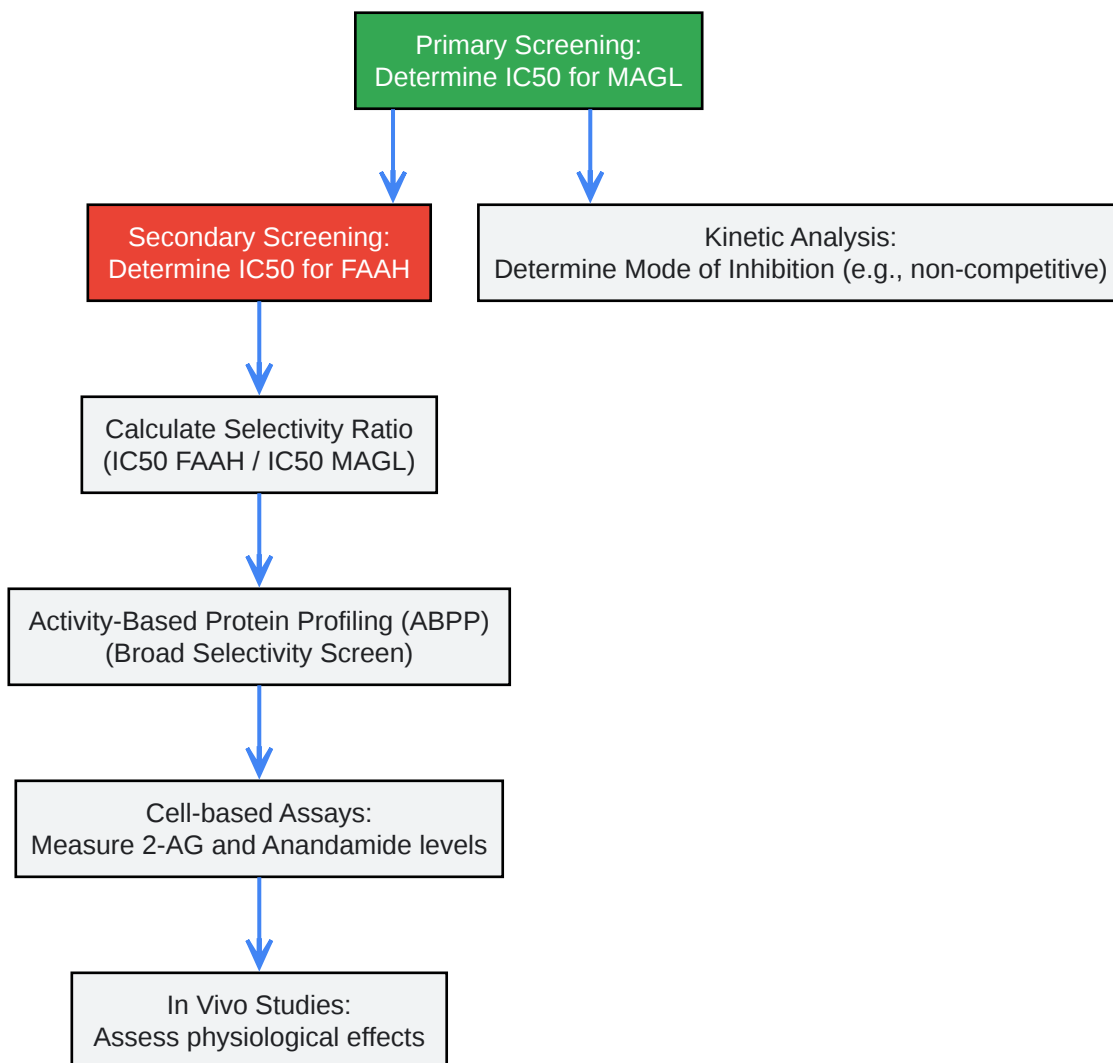 Primary Screening:
Determine IC50 for MAGL
Secondary Screening:
Determine IC50 for FAAH
Kinetic Analysis:
Determine Mode of Inhibition (e.g., non-competitive)
Calculate Selectivity Ratio
(IC50 FAAH / IC50 MAGL)
Activity-Based Protein Profiling (ABPP)
(Broad Selectivity Screen)
Cell-based Assays:
Measure 2-AG and Anandamide levels
In Vivo Studies:
Assess physiological effects